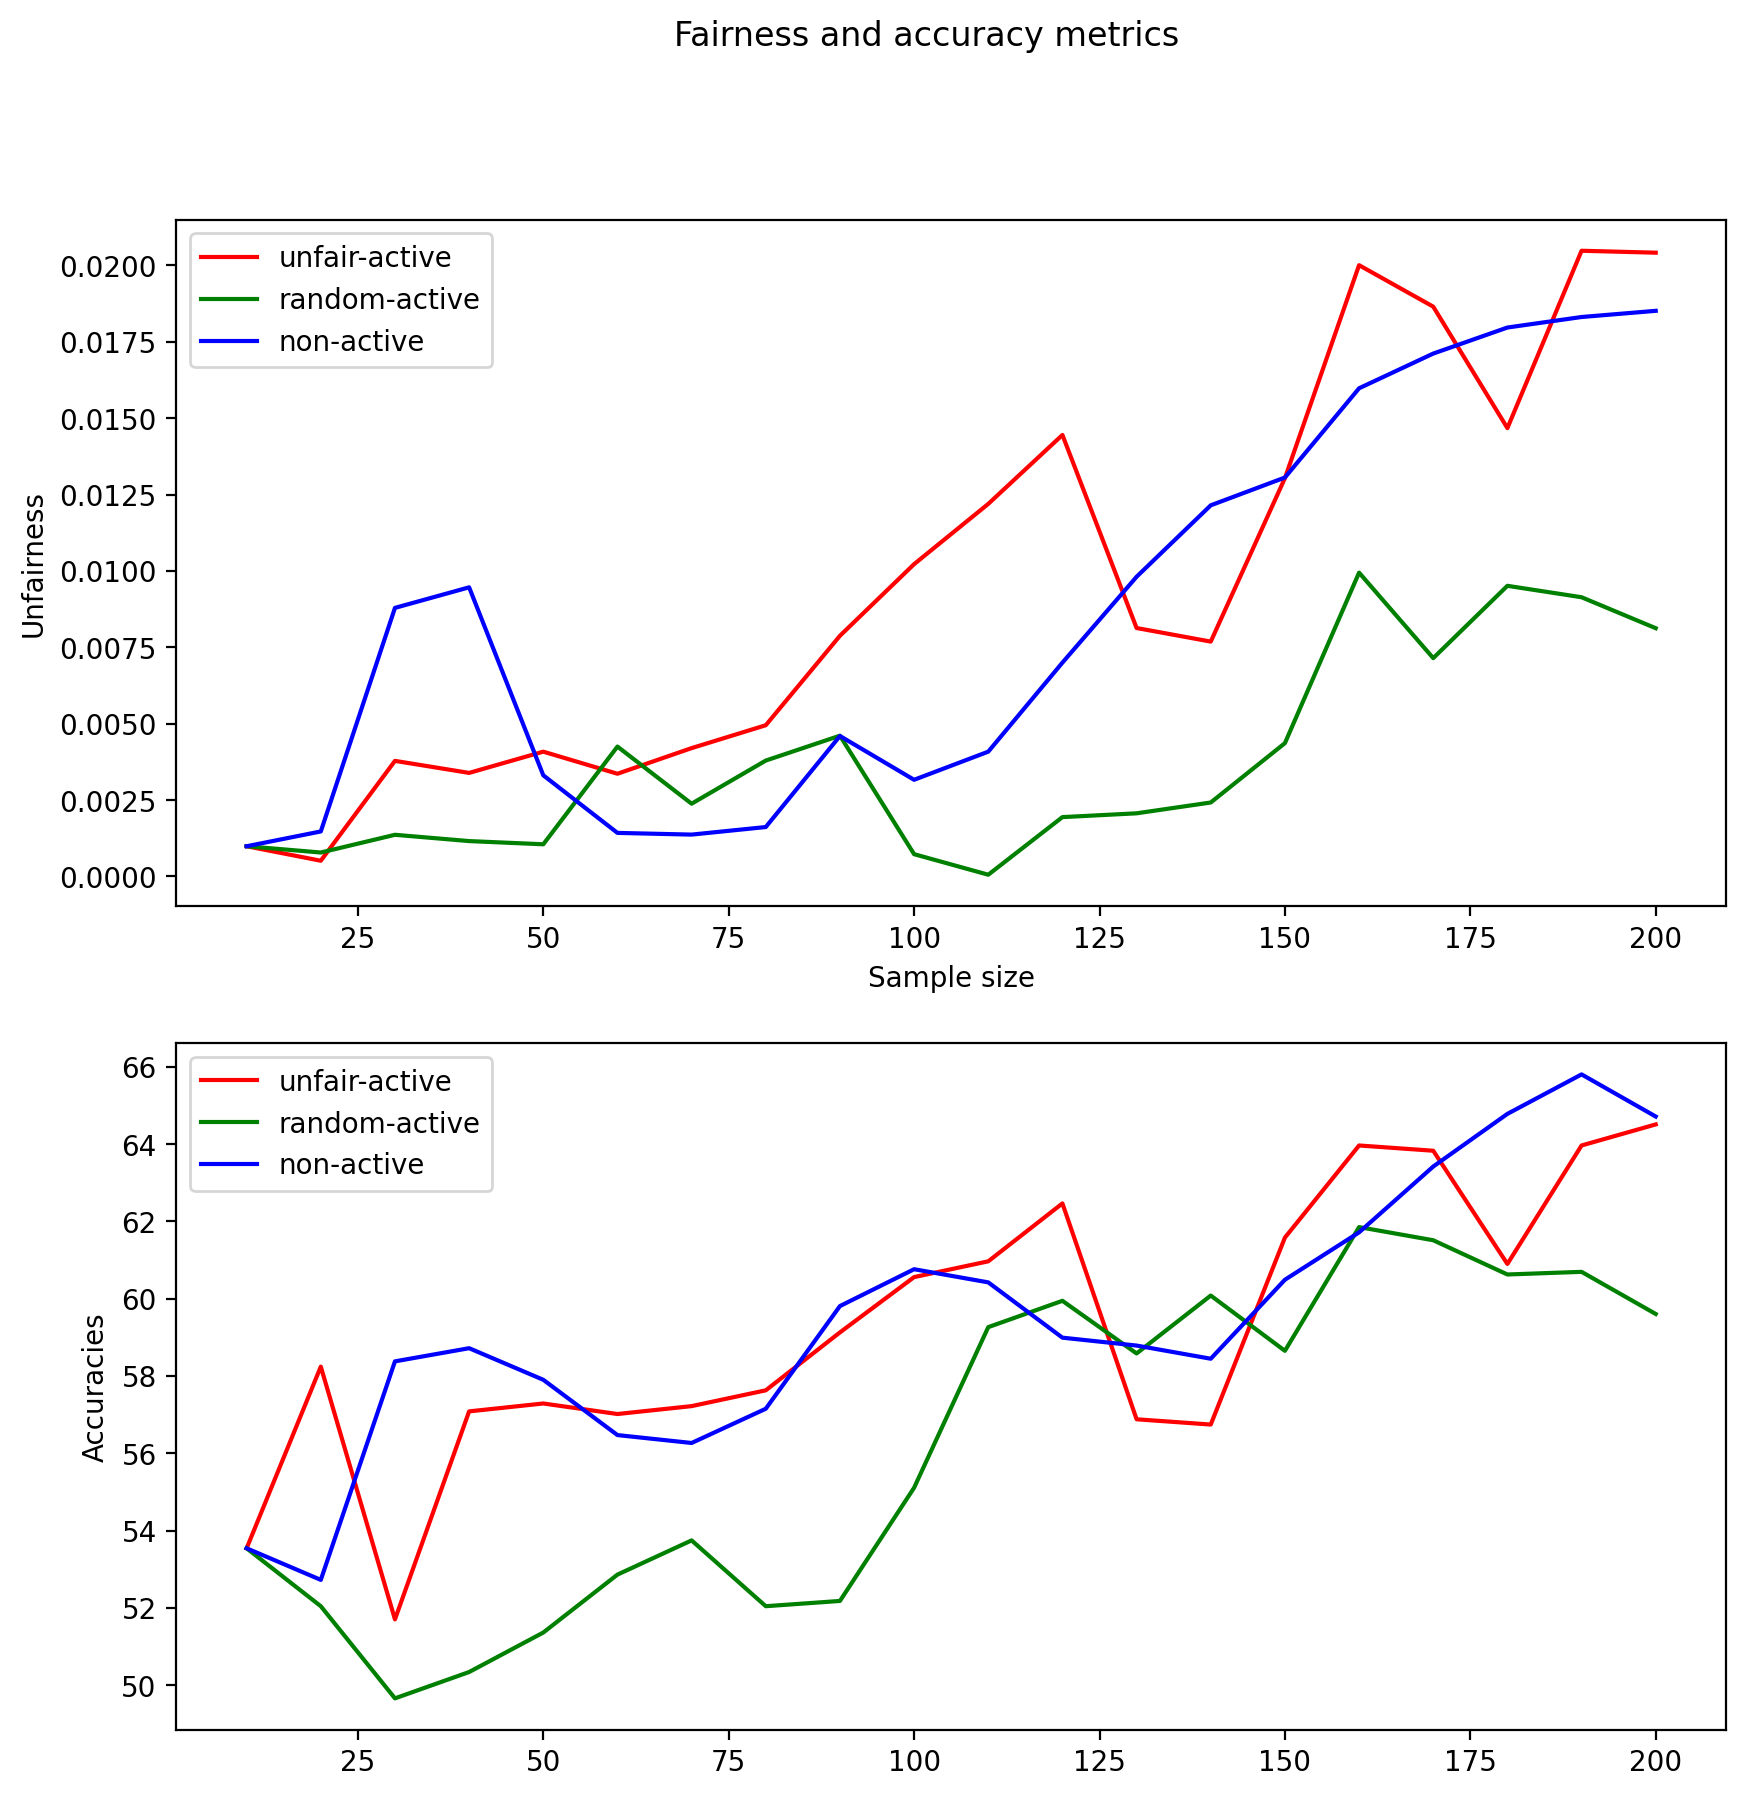 Fairness and accuracy metrics
unfair-active
random-active
non-active
0.0200
0.0175
0.0150
0.0125
0.0100
0.0075
0.0050
0.0025
0.0000
Unfairness
25 50 75 100 125 150 175 200
Sample size
unfair-active
random-active
non-active
66
64
62
60
58
56
54
52
50
Accuracies
25 50 75 100 125 150 175 200